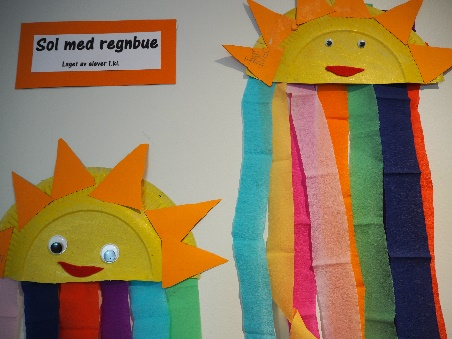 Sol med regnbue
Laget av elever 1.kl.